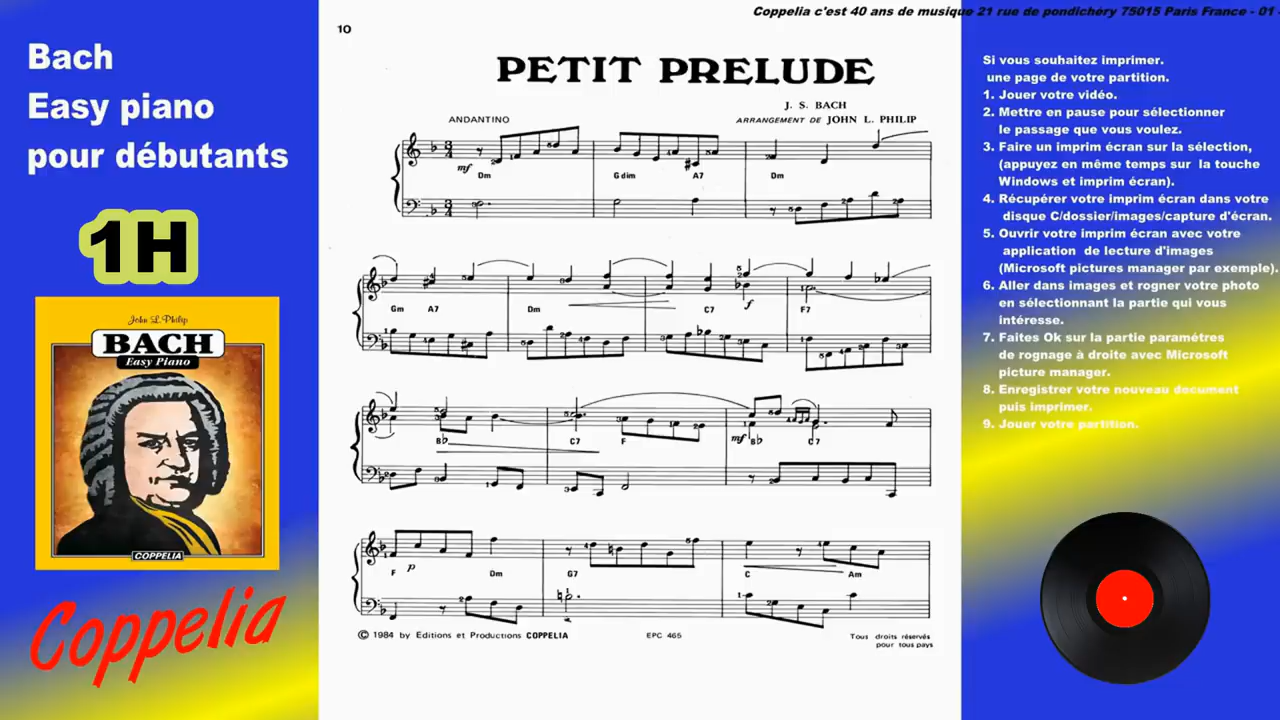 Coppelia c'est 40 ans de musique 21 rue de pondichéry 75015 Paris France - 01
Bach
Easy piano
pour débutants
1H
John L. Philip
BACH
Easy Piano
COPPELIA
Coppelia
10
PETIT PRELUDE
J. S. BACH
ARRANGEMENT DE JOHN L. PHILIP
ANDANTINO
mf
Dm G dim A7 Dm
Gm A7 Dm C7 f F7
B♭ C7 F mf B♭ C7
F p Dm G7 C Am
© 1984 by Editions et Productions COPPELIA EPC 465 Tous droits réservés
pour tous pays
Si vous souhaitez imprimer.
une page de votre partition.
1. Jouer votre vidéo.
2. Mettre en pause pour sélectionner
le passage que vous voulez.
3. Faire un imprim écran sur la sélection,
(appuyez en même temps sur la touche
Windows et imprim écran).
4. Récupérer votre imprim écran dans votre
disque C/dossier/images/capture d'écran.
5. Ouvrir votre imprim écran avec votre
application de lecture d'images
(Microsoft pictures manager par exemple).
6. Aller dans images et rogner votre photo
en sélectionnant la partie qui vous
intéresse.
7. Faites Ok sur la partie paramétres
de rognage à droite avec Microsoft
picture manager.
8. Enregistrer votre nouveau document
puis imprimer.
9. Jouer votre partition.